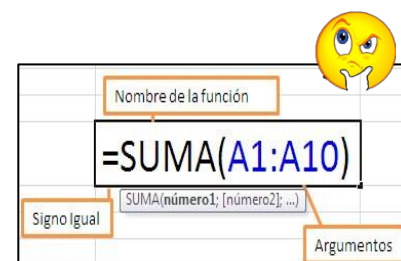 Nombre de la función
=SUMA(A1:A10)
SUMA(número1; [número2]; ...)
Signo Igual
Argumentos